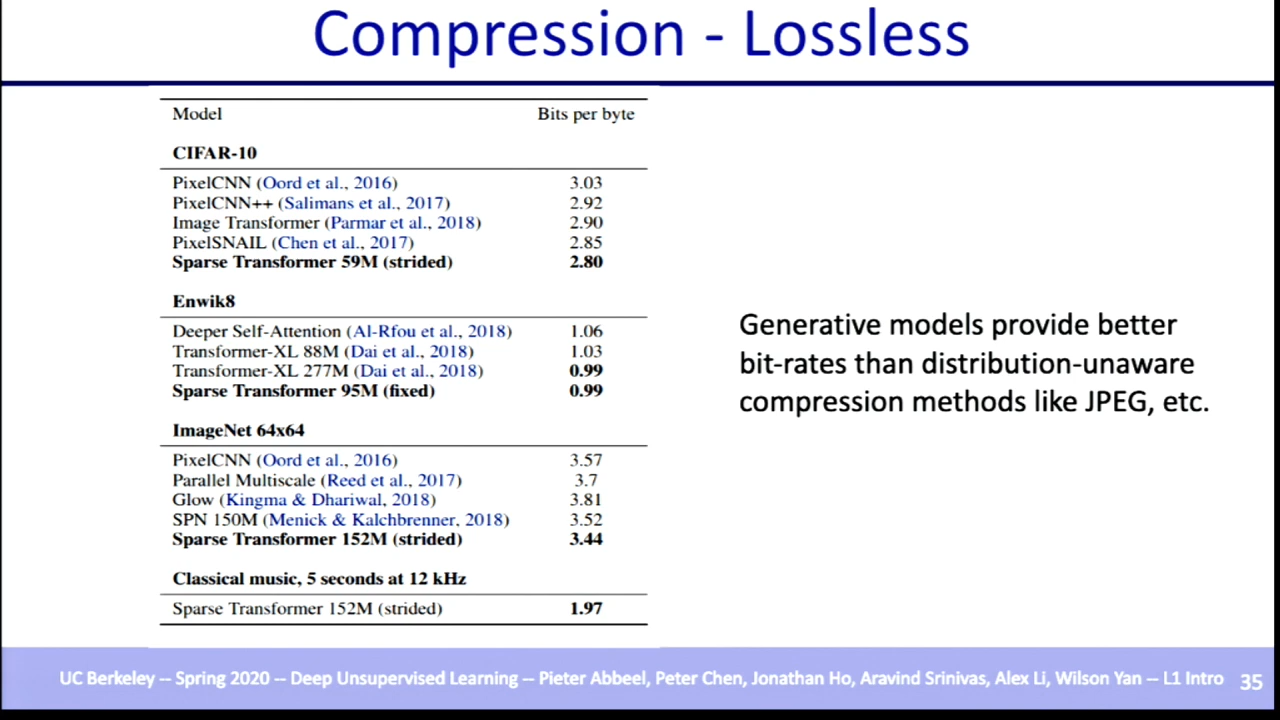 Compression - Lossless
Model Bits per byte
CIFAR-10
PixelCNN (Oord et al., 2016) 3.03
PixelCNN++ (Salimans et al., 2017) 2.92
Image Transformer (Parmar et al., 2018) 2.90
PixelSNAIL (Chen et al., 2017) 2.85
Sparse Transformer 59M (strided) 2.80
Enwik8
Deeper Self-Attention (Al-Rfou et al., 2018) 1.06
Transformer-XL 88M (Dai et al., 2018) 1.03
Transformer-XL 277M (Dai et al., 2018) 0.99
Sparse Transformer 95M (fixed) 0.99
ImageNet 64x64
PixelCNN (Oord et al., 2016) 3.57
Parallel Multiscale (Reed et al., 2017) 3.7
Glow (Kingma & Dhariwal, 2018) 3.81
SPN 150M (Menick & Kalchbrenner, 2018) 3.52
Sparse Transformer 152M (strided) 3.44
Classical music, 5 seconds at 12 kHz
Sparse Transformer 152M (strided) 1.97
Generative models provide better
bit-rates than distribution-unaware
compression methods like JPEG, etc.
UC Berkeley -- Spring 2020 -- Deep Unsupervised Learning -- Pieter Abbeel, Peter Chen, Jonathan Ho, Aravind Srinivas, Alex Li, Wilson Yan -- L1 Intro 35